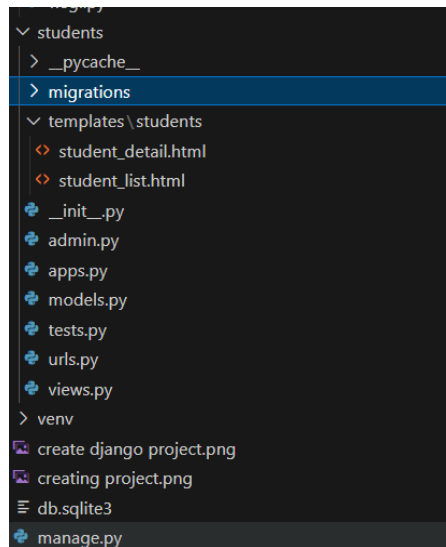 students
__pycache__
migrations
templates\students
student_detail.html
student_list.html
__init__.py
admin.py
apps.py
models.py
tests.py
urls.py
views.py
venv
create django project.png
creating project.png
db.sqlite3
manage.py